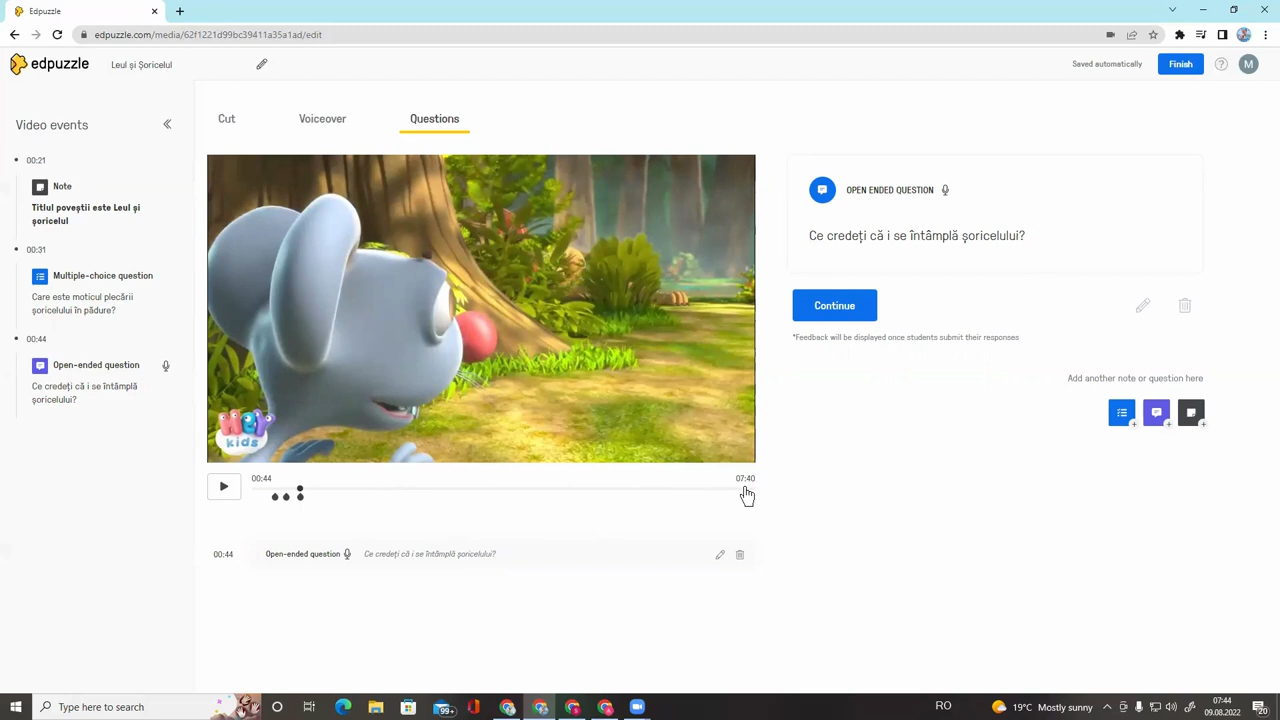 Edpuzzle
edpuzzle.com/media/62f1221d99bc39411a35a1ad/edit
edpuzzle
Leul și Șoricelul
Saved automatically
Finish
?
M
Video events
Cut
Voiceover
Questions
00:21
Note
Titlul poveștii este Leul și
șoricelul
00:31
Multiple-choice question
Care este moticul plecării
șoricelului în pădure?
00:44
Open-ended question
Ce credeți că i se întâmplă
șoricelului?
HEY
kids
00:44
07:40
00:44
Open-ended question
Ce credeți că i se întâmplă șoricelului?
OPEN ENDED QUESTION
Ce credeți că i se întâmplă șoricelului?
Continue
*Feedback will be displayed once students submit their responses
Add another note or question here
Type here to search
99+
RO
19°C Mostly sunny
07:44
09.08.2022